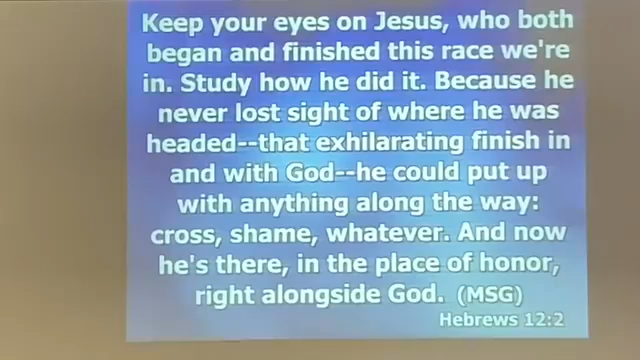 Keep your eyes on Jesus, who both
began and finished this race we're
in. Study how he did it. Because he
never lost sight of where he was
headed--that exhilarating finish in
and with God--he could put up
with anything along the way:
cross, shame, whatever. And now
he's there, in the place of honor,
right alongside God. (MSG)
Hebrews 12:2